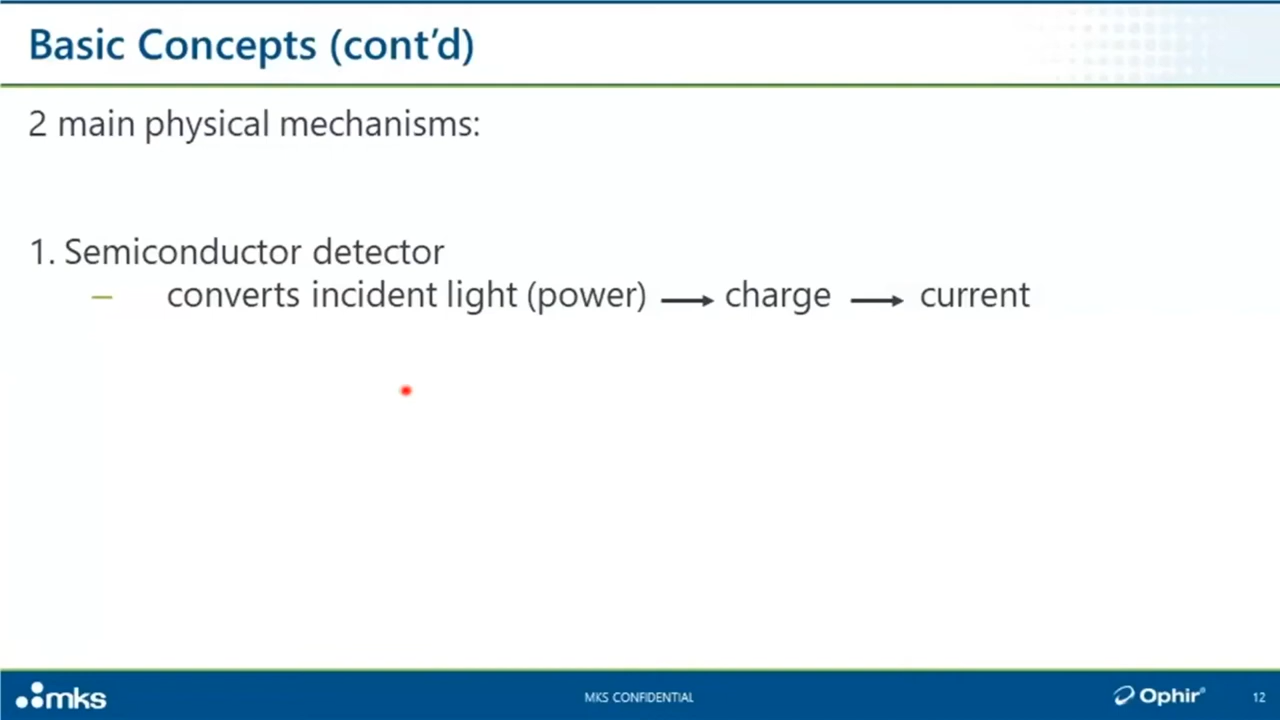 Basic Concepts (cont’d)
2 main physical mechanisms:
1. Semiconductor detector
– converts incident light (power) → charge → current
mks
MKS CONFIDENTIAL
Ophir®
12